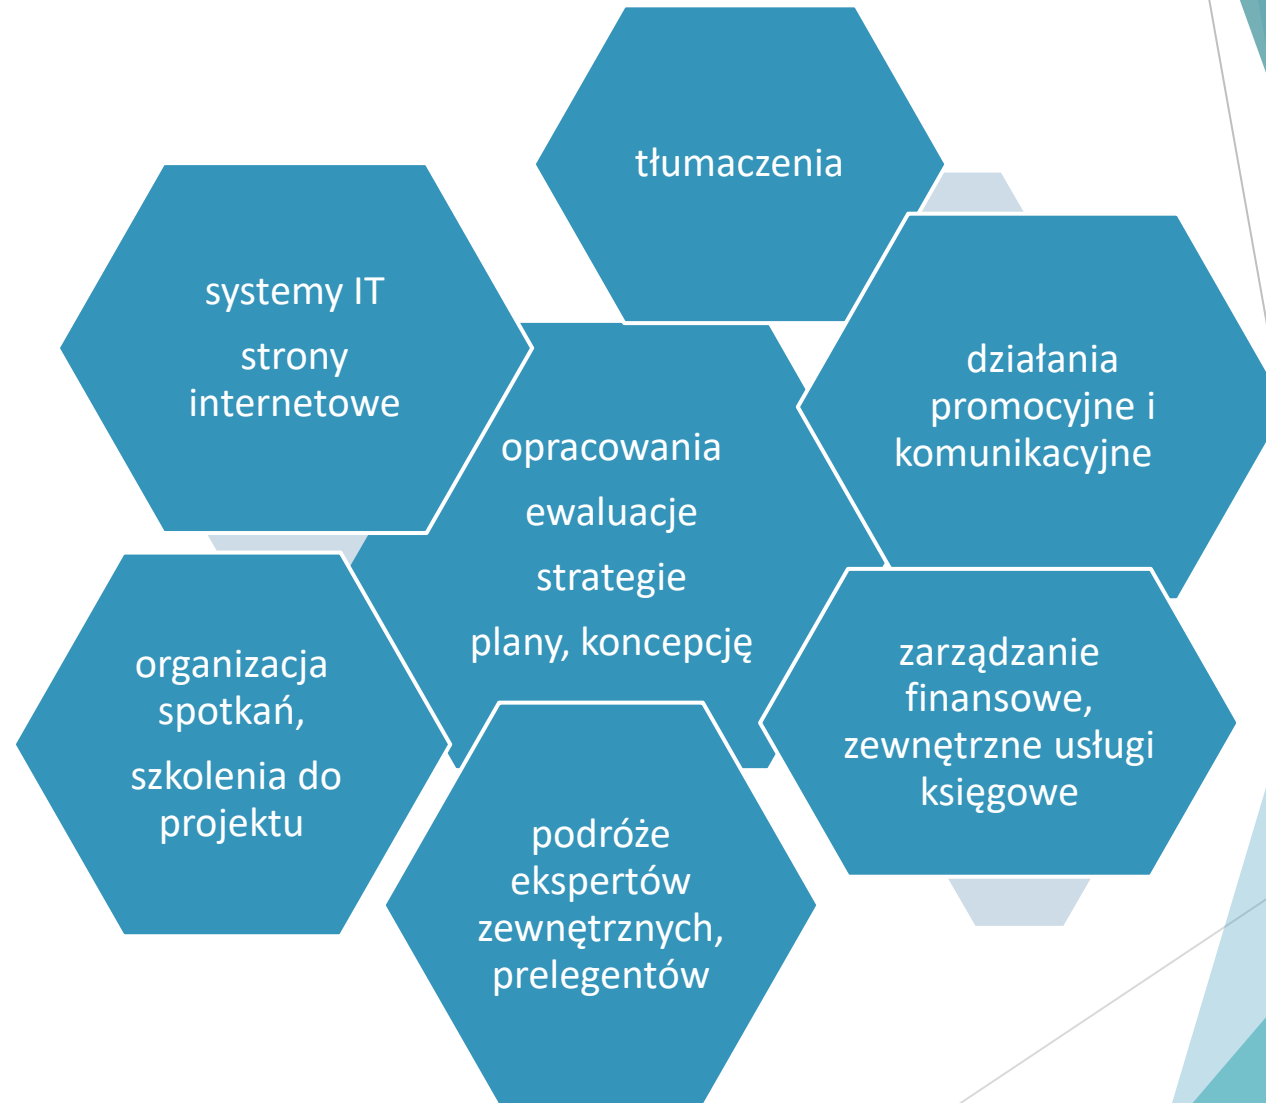 tłumaczenia
systemy IT
strony
internetowe
działania
promocyjne i
komunikacyjne
opracowania
ewaluacje
strategie
plany, koncepcję
organizacja
spotkań,
szkolenia do
projektu
zarządzanie
finansowe,
zewnętrzne usługi
księgowe
podróże
ekspertów
zewnętrznych,
prelegentów